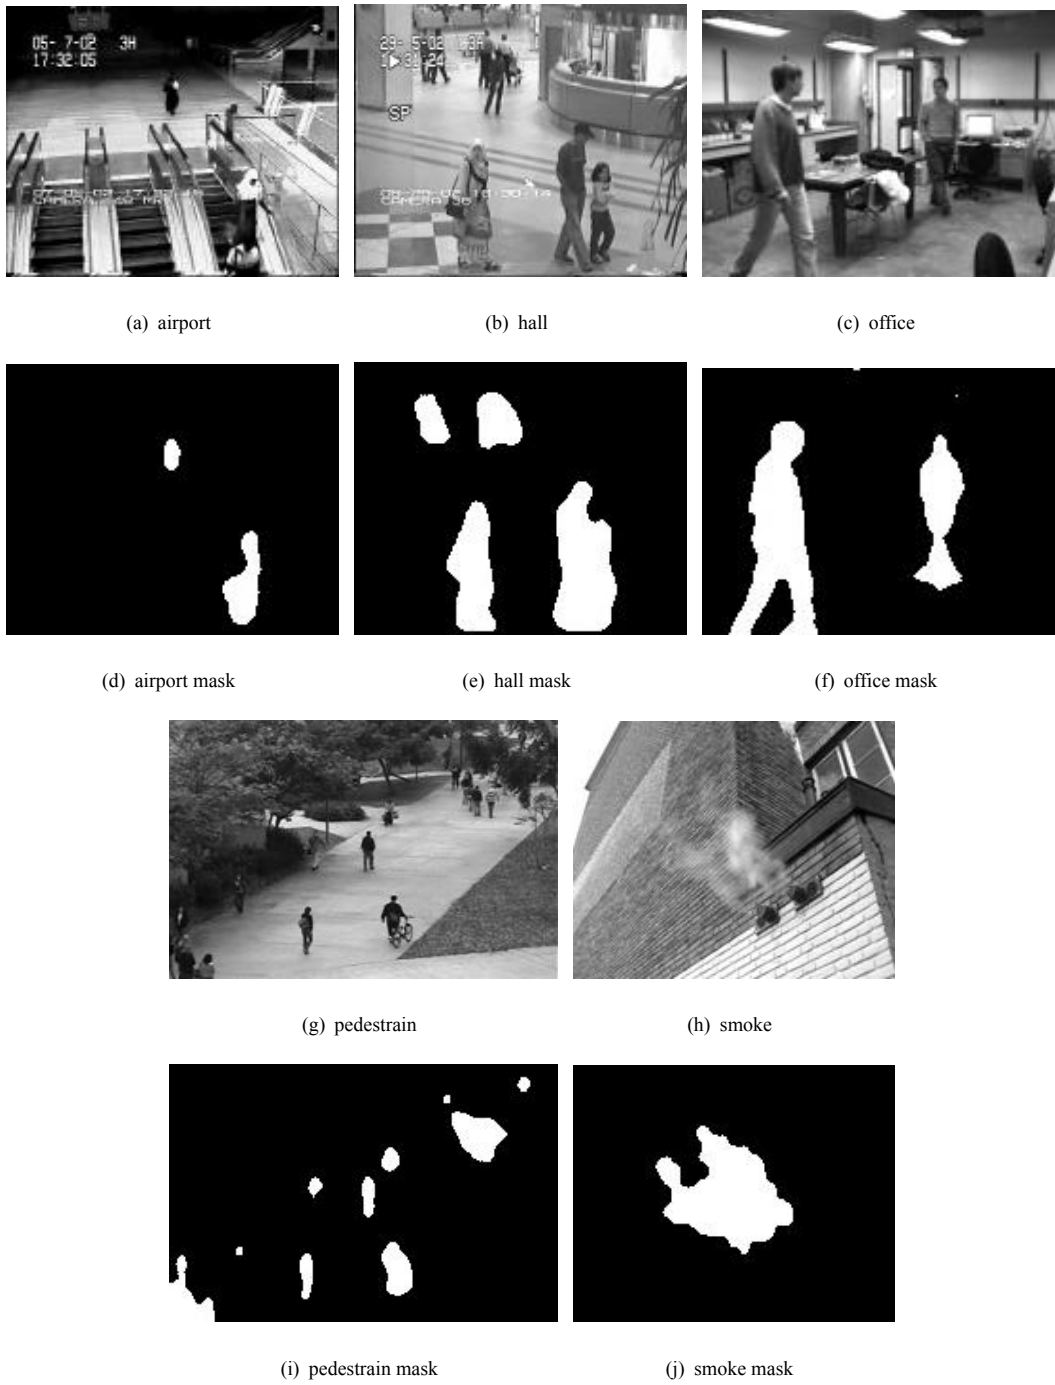 05- 7-02 3H
17:32:05
29- 5-02
SP
CAMERA
(a) airport
(b) hall
(c) office
(d) airport mask
(e) hall mask
(f) office mask
(g) pedestrain
(h) smoke
(i) pedestrain mask
(j) smoke mask